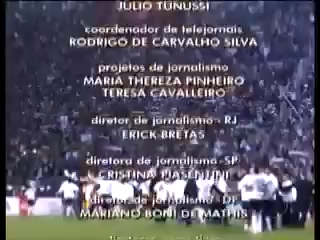 JULIO TUNUSSI
coordenador de telejornais
RODRIGO DE CARVALHO SILVA
projetos de jornalismo
MARIA THEREZA PINHEIRO
TERESA CAVALLEIRO
diretor de jornalismo - RJ
ERICK BRETAS
diretora de jornalismo -SP
CRISTINA PIASENTINI
diretor de jornalismo - DF
MARIANO BONI DE MATHIS